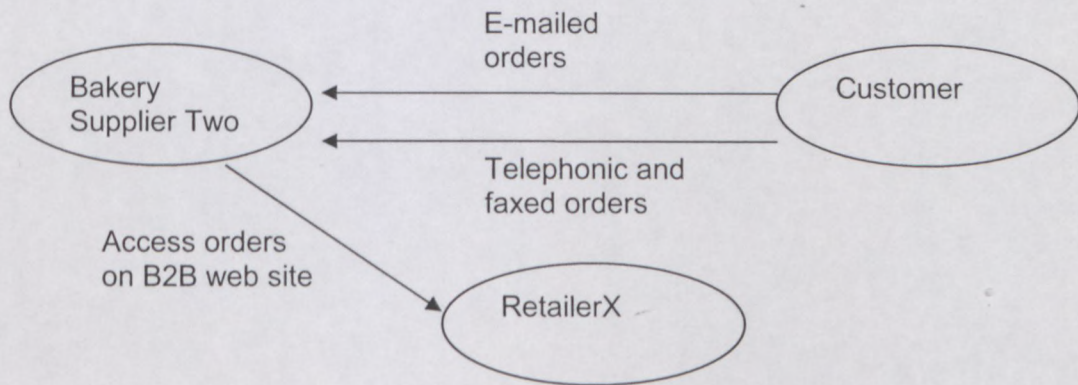 E-mailed
orders
Bakery
Supplier Two
Customer
Telephonic and
faxed orders
Access orders
on B2B web site
RetailerX